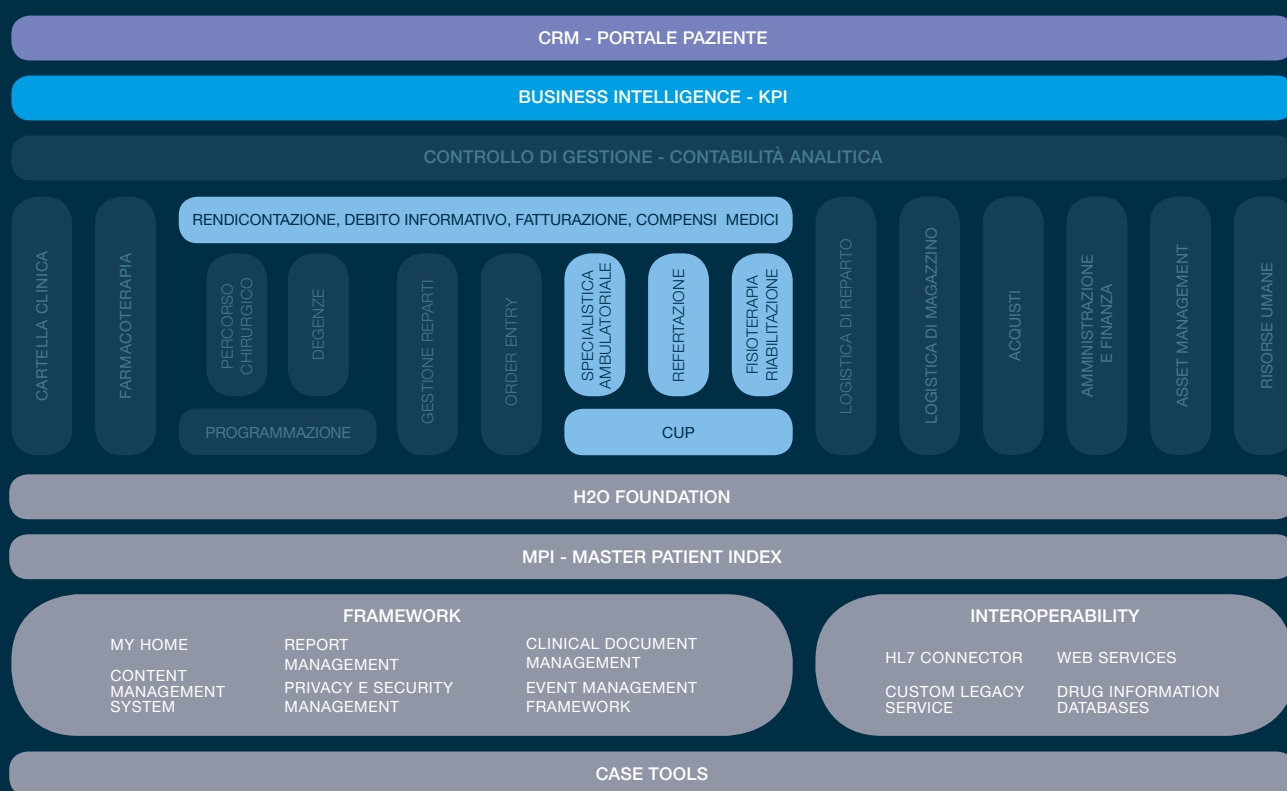 CRM - PORTALE PAZIENTE
BUSINESS INTELLIGENCE - KPI
CONTROLLO DI GESTIONE - CONTABILITÀ ANALITICA
CARTELLA CLINICA
FARMACOTERAPIA
RENDICONTAZIONE, DEBITO INFORMATIVO, FATTURAZIONE, COMPENSI MEDICI
PERCORSO
CHIRURGICO
DEGENZE
PROGRAMMAZIONE
GESTIONE REPARTI
ORDER ENTRY
SPECIALISTICA
AMBULATORIALE
REFERTAZIONE
FISIOTERAPIA
RIABILITAZIONE
CUP
LOGISTICA DI REPARTO
LOGISTICA DI MAGAZZINO
ACQUISTI
AMMINISTRAZIONE
E FINANZA
ASSET MANAGEMENT
RISORSE UMANE
H2O FOUNDATION
MPI - MASTER PATIENT INDEX
FRAMEWORK
MY HOME
CONTENT
MANAGEMENT
SYSTEM
REPORT
MANAGEMENT
PRIVACY E SECURITY
MANAGEMENT
CLINICAL DOCUMENT
MANAGEMENT
EVENT MANAGEMENT
FRAMEWORK
INTEROPERABILITY
HL7 CONNECTOR
WEB SERVICES
CUSTOM LEGACY
SERVICE
DRUG INFORMATION
DATABASES
CASE TOOLS